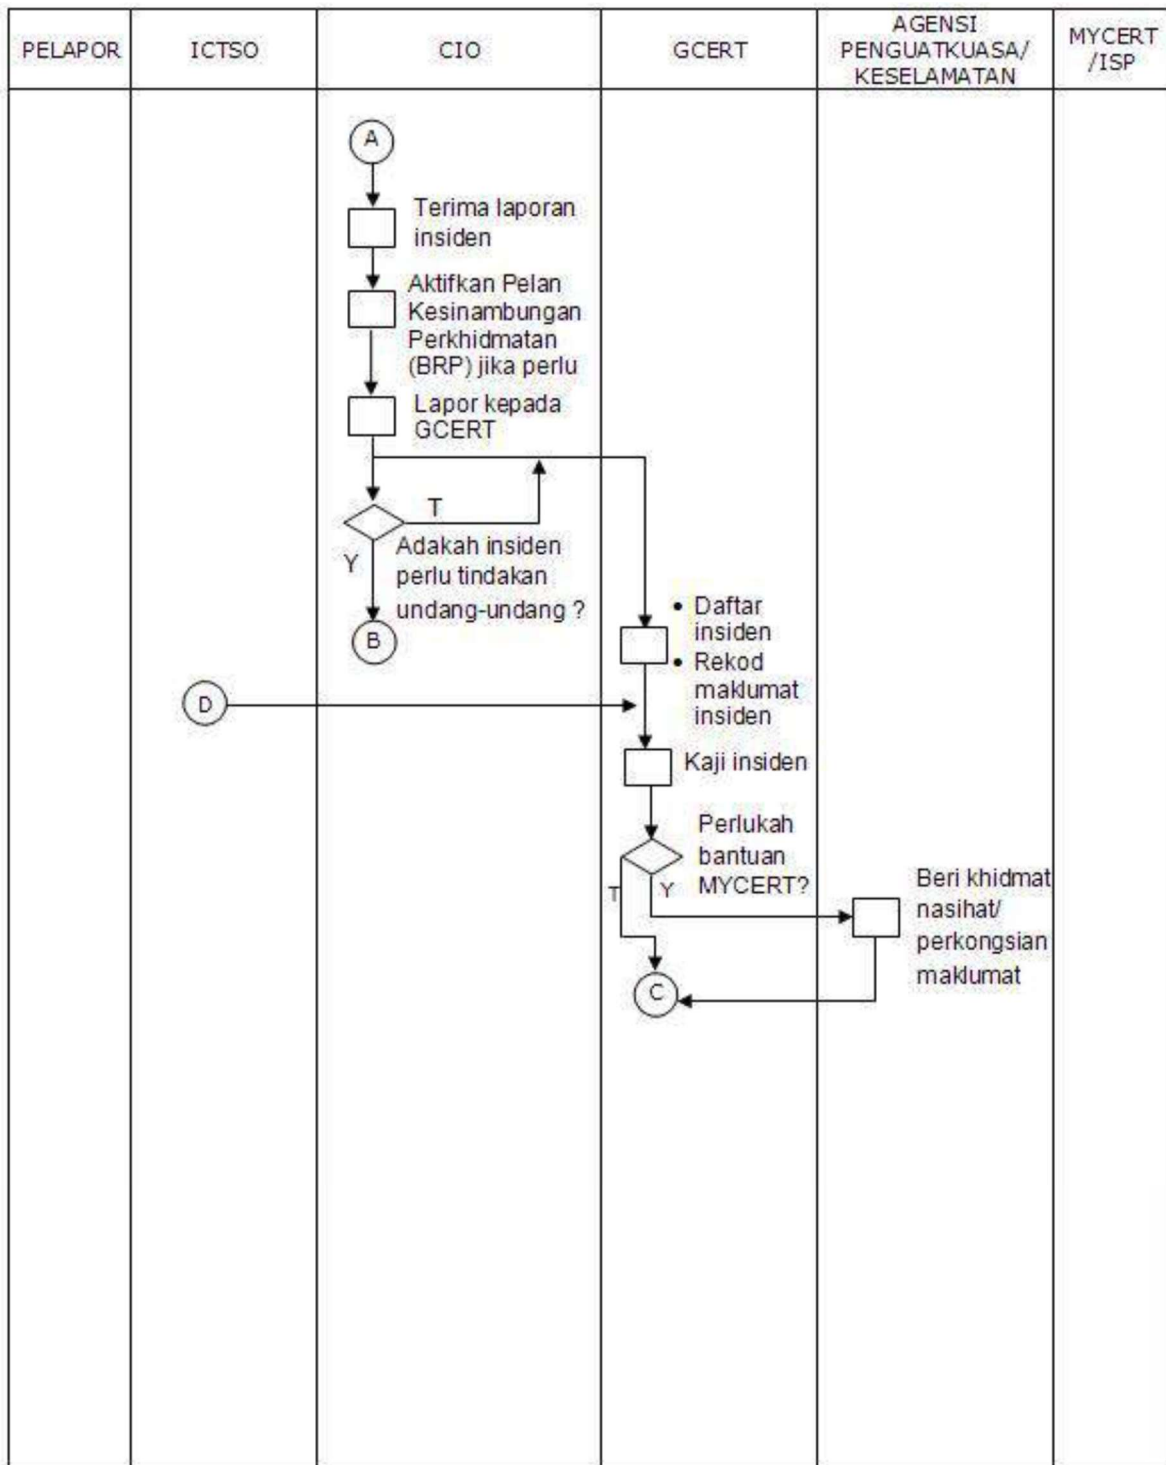 PELAPOR
ICTSO
CIO
GCERT
AGENSI
PENGUATKUASA/
KESELAMATAN
MYCERT
/ISP
A
Terima laporan
insiden
Aktifkan Pelan
Kesinambungan
Perkhidmatan
(BRP) jika perlu
Lapor kepada
GCERT
T
Adakah insiden
Y
perlu tindakan
undang-undang ?
B
• Daftar
insiden
• Rekod
maklumat
insiden
D
Kaji insiden
Perlukah
bantuan
MYCERT?
T
Y
Beri khidmat
nasihat/
perkongsian
maklumat
C